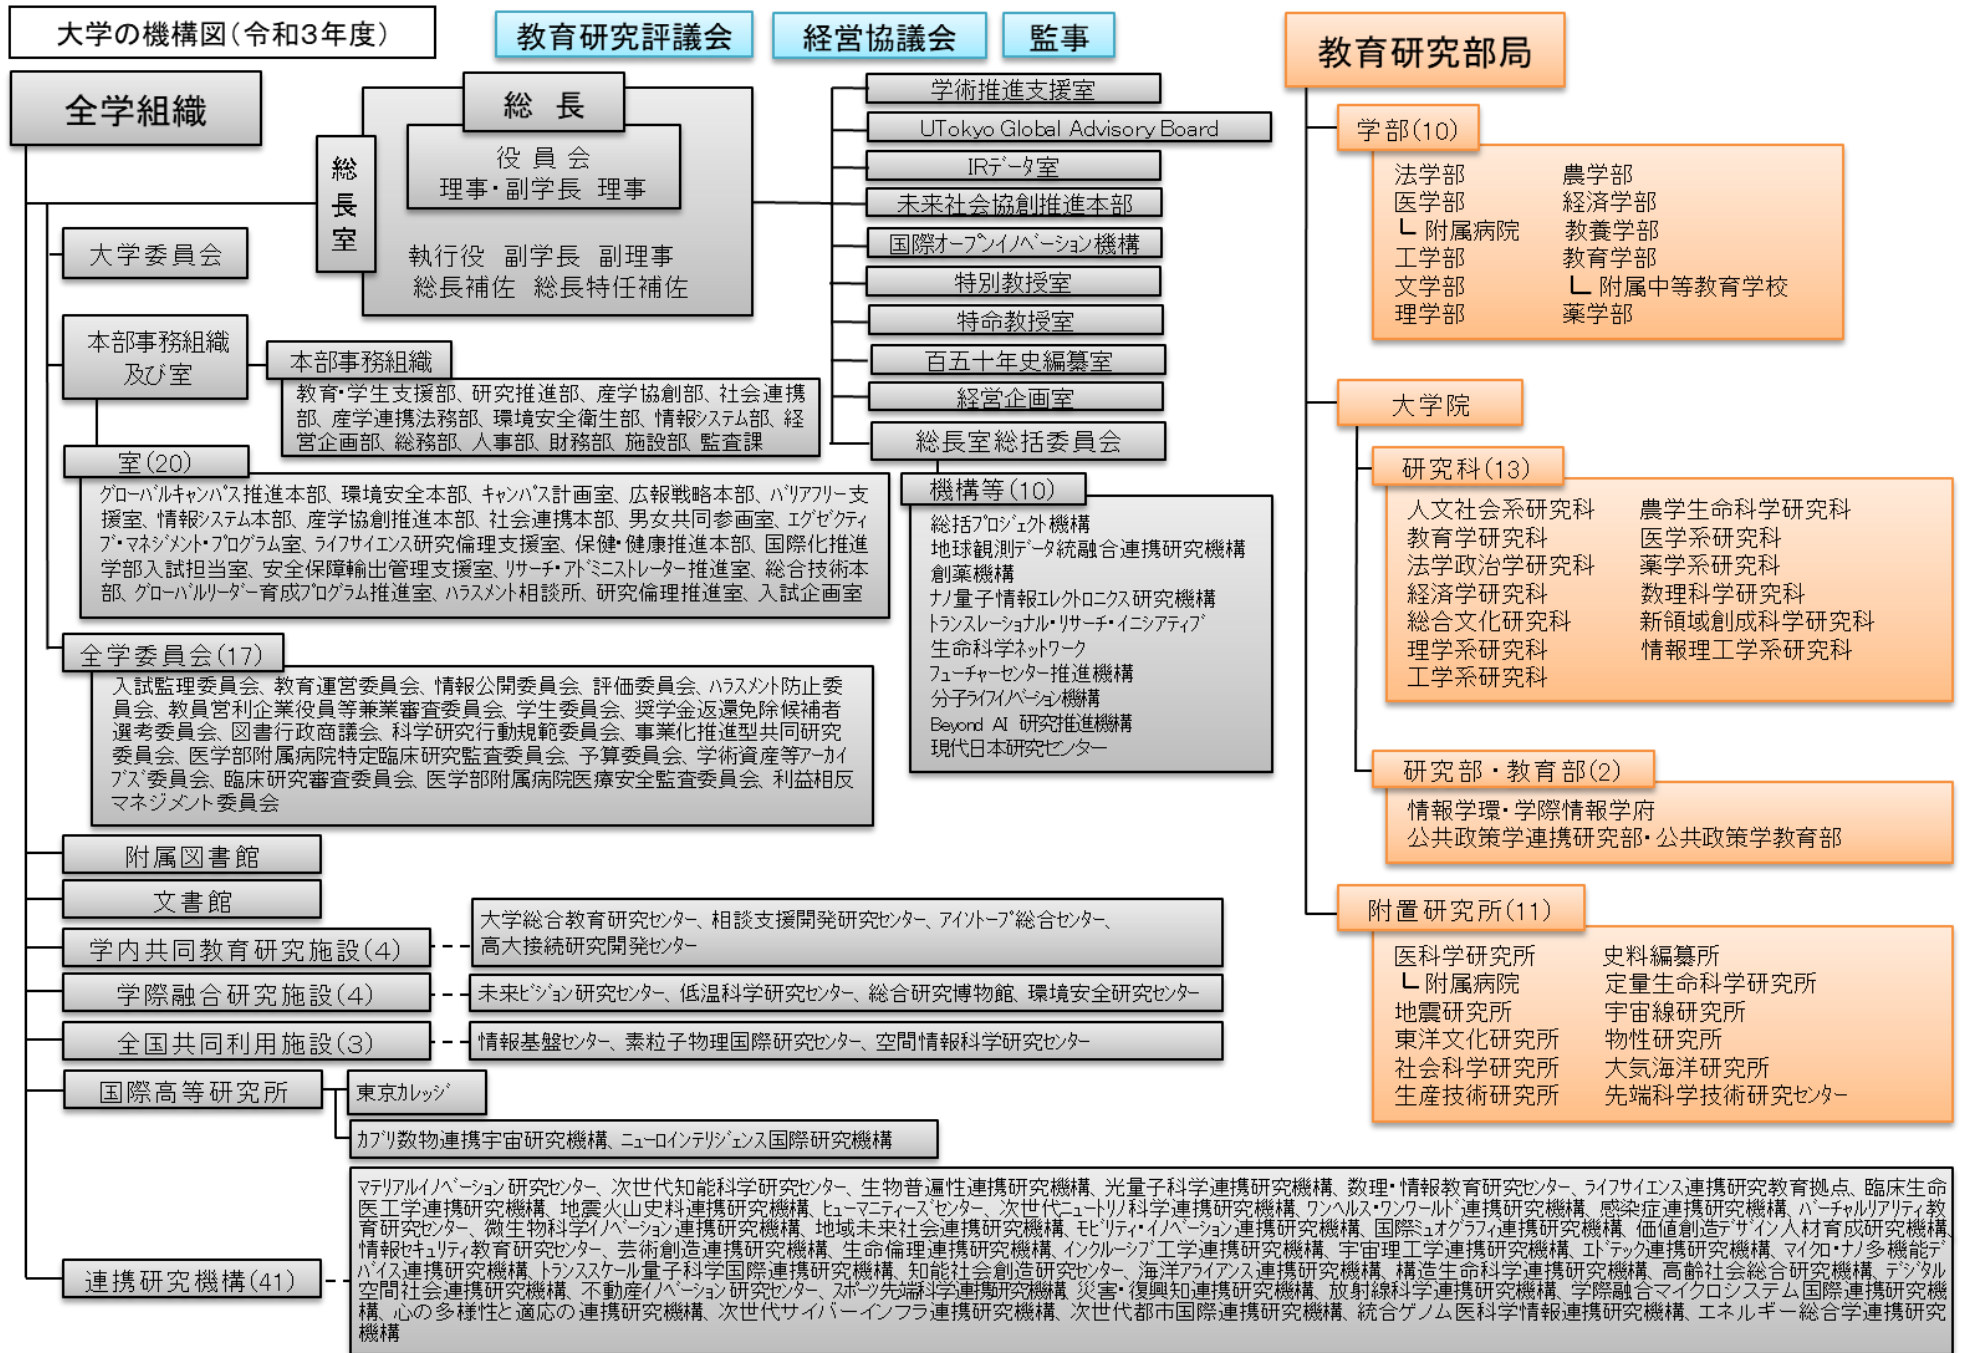 大学の機構図(令和3年度)
教育研究評議会
経営協議会
監事
全学組織
総 長
役 員 会
理事・副学長 理事
総長室
執行役 副学長 副理事
総長補佐 総長特任補佐
学術推進支援室
UTokyo Global Advisory Board
IRデータ室
未来社会協創推進本部
国際オープンイノベーション機構
特別教授室
特命教授室
百五十年史編纂室
経営企画室
総長室総括委員会
機構等(10)
総括プロジェクト機構
地球観測データ統融合連携研究機構
創薬機構
ナノ量子情報エレクトロニクス研究機構
トランスレーショナル・リサーチ・イニシアティブ
生命科学ネットワーク
フューチャーセンター推進機構
分子ライフイノベーション機構
Beyond AI 研究推進機構
現代日本研究センター
大学委員会
本部事務組織
及び室
本部事務組織
教育・学生支援部、研究推進部、産学協創部、社会連携
部、産学連携法務部、環境安全衛生部、情報システム部、経
営企画部、総務部、人事部、財務部、施設部、監査課
室(20)
グローバルキャンパス推進本部、環境安全本部、キャンパス計画室、広報戦略本部、バリアフリー支
援室、情報システム本部、産学協創推進本部、社会連携本部、男女共同参画室、エグゼクティ
ブ・マネジメント・プログラム室、ライフサイエンス研究倫理支援室、保健・健康推進本部、国際化推進
学部入試担当室、安全保障輸出管理支援室、リサーチ・アドミニストレーター推進室、総合技術本
部、グローバルリーダー育成プログラム推進室、ハラスメント相談所、研究倫理推進室、入試企画室
全学委員会(17)
入試監理委員会、教育運営委員会、情報公開委員会、評価委員会、ハラスメント防止委
員会、教員営利企業役員等兼業審査委員会、学生委員会、奨学金返還免除候補者
選考委員会、図書行政商議会、科学研究行動規範委員会、事業化推進型共同研究
委員会、医学部附属病院特定臨床研究監査委員会、予算委員会、学術資産等アーカイ
ブズ委員会、臨床研究審査委員会、医学部附属病院医療安全監査委員会、利益相反
マネジメント委員会
附属図書館
文書館
学内共同教育研究施設(4)
大学総合教育研究センター、相談支援開発研究センター、アイソトープ総合センター、
高大接続研究開発センター
学際融合研究施設(4)
未来ビジョン研究センター、低温科学研究センター、総合研究博物館、環境安全研究センター
全国共同利用施設(3)
情報基盤センター、素粒子物理国際研究センター、空間情報科学研究センター
国際高等研究所
東京カレッジ
カブリ数物連携宇宙研究機構、ニューロインテリジェンス国際研究機構
連携研究機構(41)
マテリアルイノベーション研究センター、次世代知能科学研究センター、生物普遍性連携研究機構、光量子科学連携研究機構、数理・情報教育研究センター、ライフサイエンス連携研究教育拠点、臨床生命
医工学連携研究機構、地震火山史料連携研究機構、ヒューマニティーズセンター、次世代ニュートリノ科学連携研究機構、ワンヘルス・ワンワールド連携研究機構、感染症連携研究機構、バーチャルリアリティ教
育研究センター、微生物科学イノベーション連携研究機構、地域未来社会連携研究機構、モビリティ・イノベーション連携研究機構、国際ミュオグラフィ連携研究機構、価値創造デザイン人材育成研究機構、
情報セキュリティ教育研究センター、芸術創造連携研究機構、生命倫理連携研究機構、インクルーシブ工学連携研究機構、宇宙理工学連携研究機構、エドテック連携研究機構、マイクロ・ナノ多機能デ
バイス連携研究機構、トランススケール量子科学国際連携研究機構、知能社会創造研究センター、海洋アライアンス連携研究機構、構造生命科学連携研究機構、高齢社会総合研究機構、デジタル
空間社会連携研究機構、不動産イノベーション研究センター、スポーツ先端科学連携研究機構、災害・復興知連携研究機構、放射線科学連携研究機構、学際融合マイクロシステム国際連携研究機
構、心の多様性と適応の連携研究機構、次世代サイバーインフラ連携研究機構、次世代都市国際連携研究機構、統合ゲノム医科学情報連携研究機構、エネルギー総合学連携研究
機構
教育研究部局
学部(10)
法学部
医学部
附属病院
工学部
文学部
理学部
農学部
経済学部
教養学部
教育学部
附属中等教育学校
薬学部
大学院
研究科(13)
人文社会系研究科
教育学研究科
法学政治学研究科
経済学研究科
総合文化研究科
理学系研究科
工学系研究科
農学生命科学研究科
医学系研究科
薬学系研究科
数理科学研究科
新領域創成科学研究科
情報理工学系研究科
研究部・教育部(2)
情報学環・学際情報学府
公共政策学連携研究部・公共政策学教育部
附置研究所(11)
医科学研究所
附属病院
地震研究所
東洋文化研究所
社会科学研究所
生産技術研究所
史料編纂所
定量生命科学研究所
宇宙線研究所
物性研究所
大気海洋研究所
先端科学技術研究センター